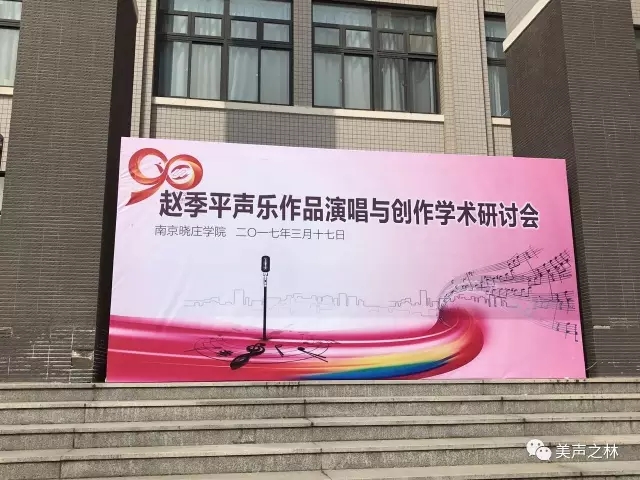 90
赵季平声乐作品演唱与创作学术研讨会
南京晓庄学院 二〇一七年三月十七日
美声之林